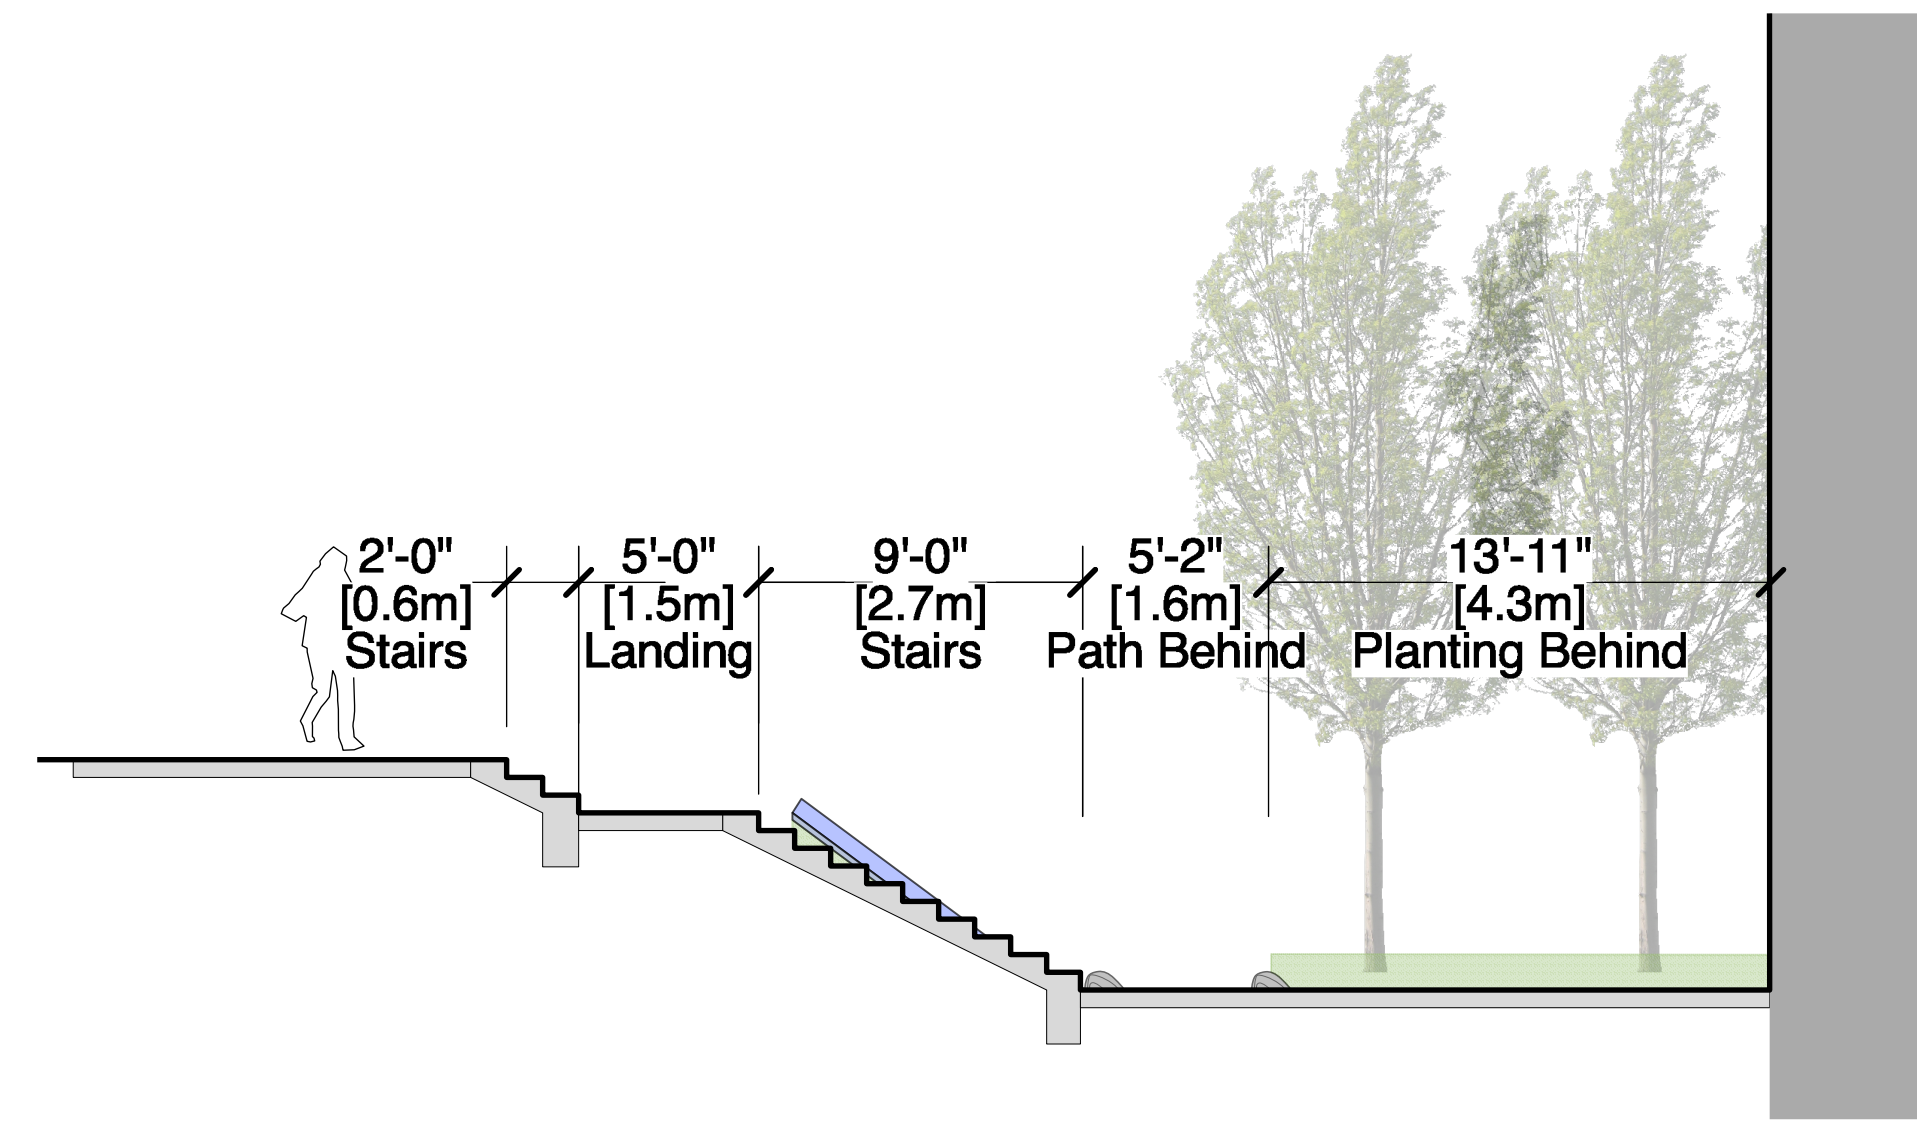 2'-0"
[0.6m]
Stairs
5'-0"
[1.5m]
Landing
9'-0"
[2.7m]
Stairs
5'-2"
[1.6m]
Path Behind
13'-11"
[4.3m]
Planting Behind